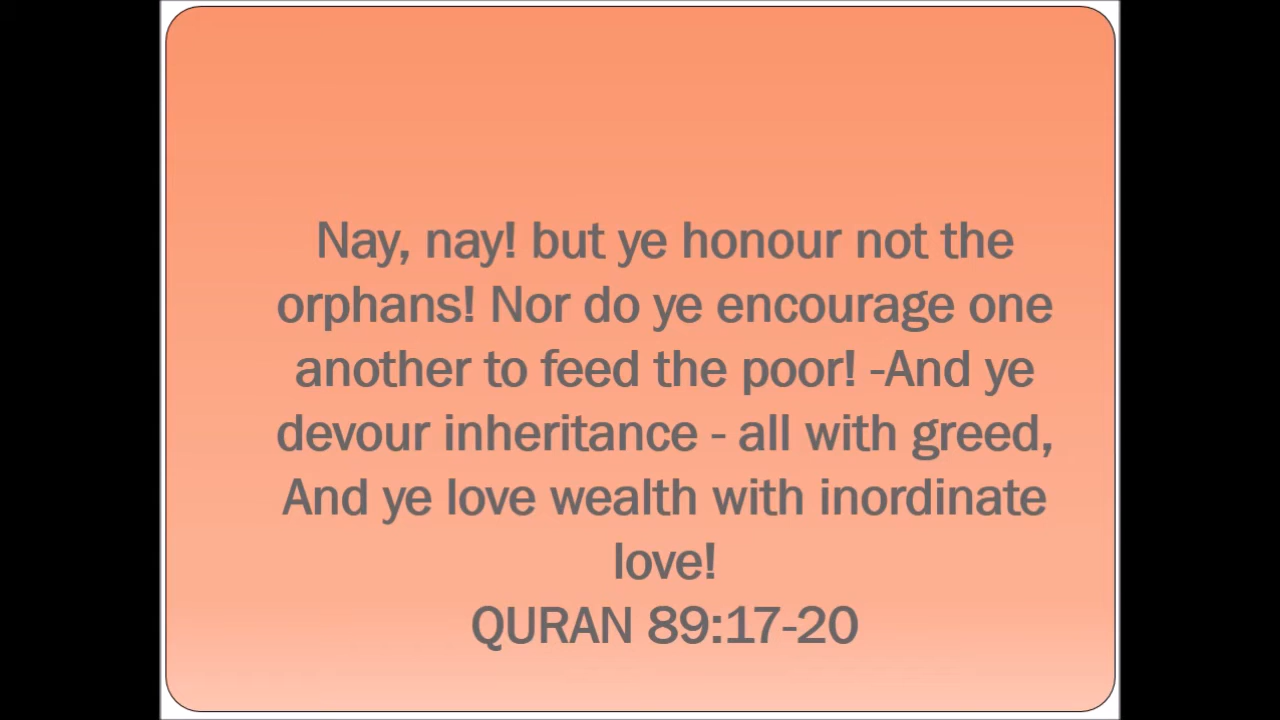 Nay, nay! but ye honour not the
orphans! Nor do ye encourage one
another to feed the poor! -And ye
devour inheritance - all with greed,
And ye love wealth with inordinate
love!
QURAN 89:17-20